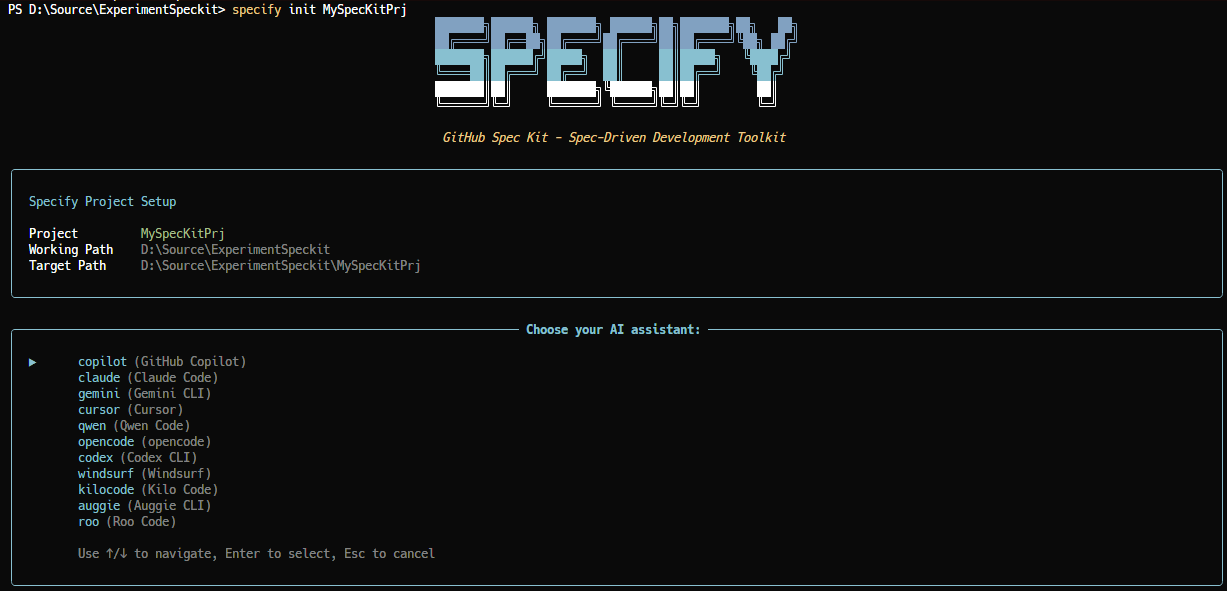 PS D:\Source\ExperimentSpeckit> specify init MySpecKitPrj
SPECIFY
GitHub Spec Kit - Spec-Driven Development Toolkit
Specify Project Setup
Project MySpecKitPrj
Working Path D:\Source\ExperimentSpeckit
Target Path D:\Source\ExperimentSpeckit\MySpecKitPrj
Choose your AI assistant:
▶ copilot (GitHub Copilot)
claude (Claude Code)
gemini (Gemini CLI)
cursor (Cursor)
qwen (Qwen Code)
opencode (opencode)
codex (Codex CLI)
windsurf (Windsurf)
kilocode (Kilo Code)
auggie (Auggie CLI)
roo (Roo Code)
Use ↑/↓ to navigate, Enter to select, Esc to cancel